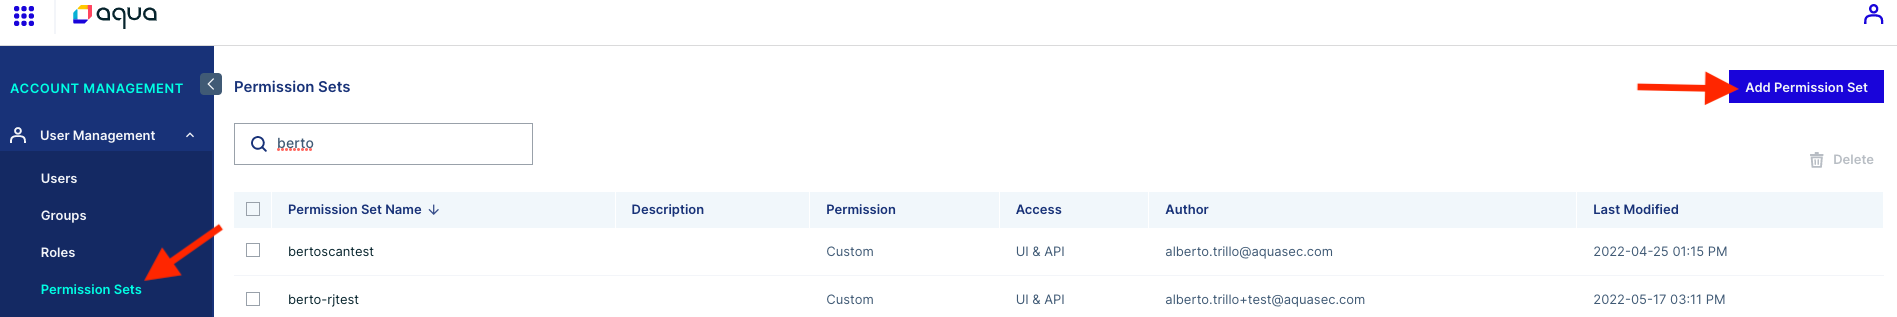 aqua
ACCOUNT MANAGEMENT
User Management
Users
Groups
Roles
Permission Sets
Permission Sets
Add Permission Set
berto
Delete
Permission Set Name Description Permission Access Author Last Modified
bertoscantest Custom UI & API alberto.trillo@aquasec.com 2022-04-25 01:15 PM
berto-rjtest Custom UI & API alberto.trillo+test@aquasec.com 2022-05-17 03:11 PM